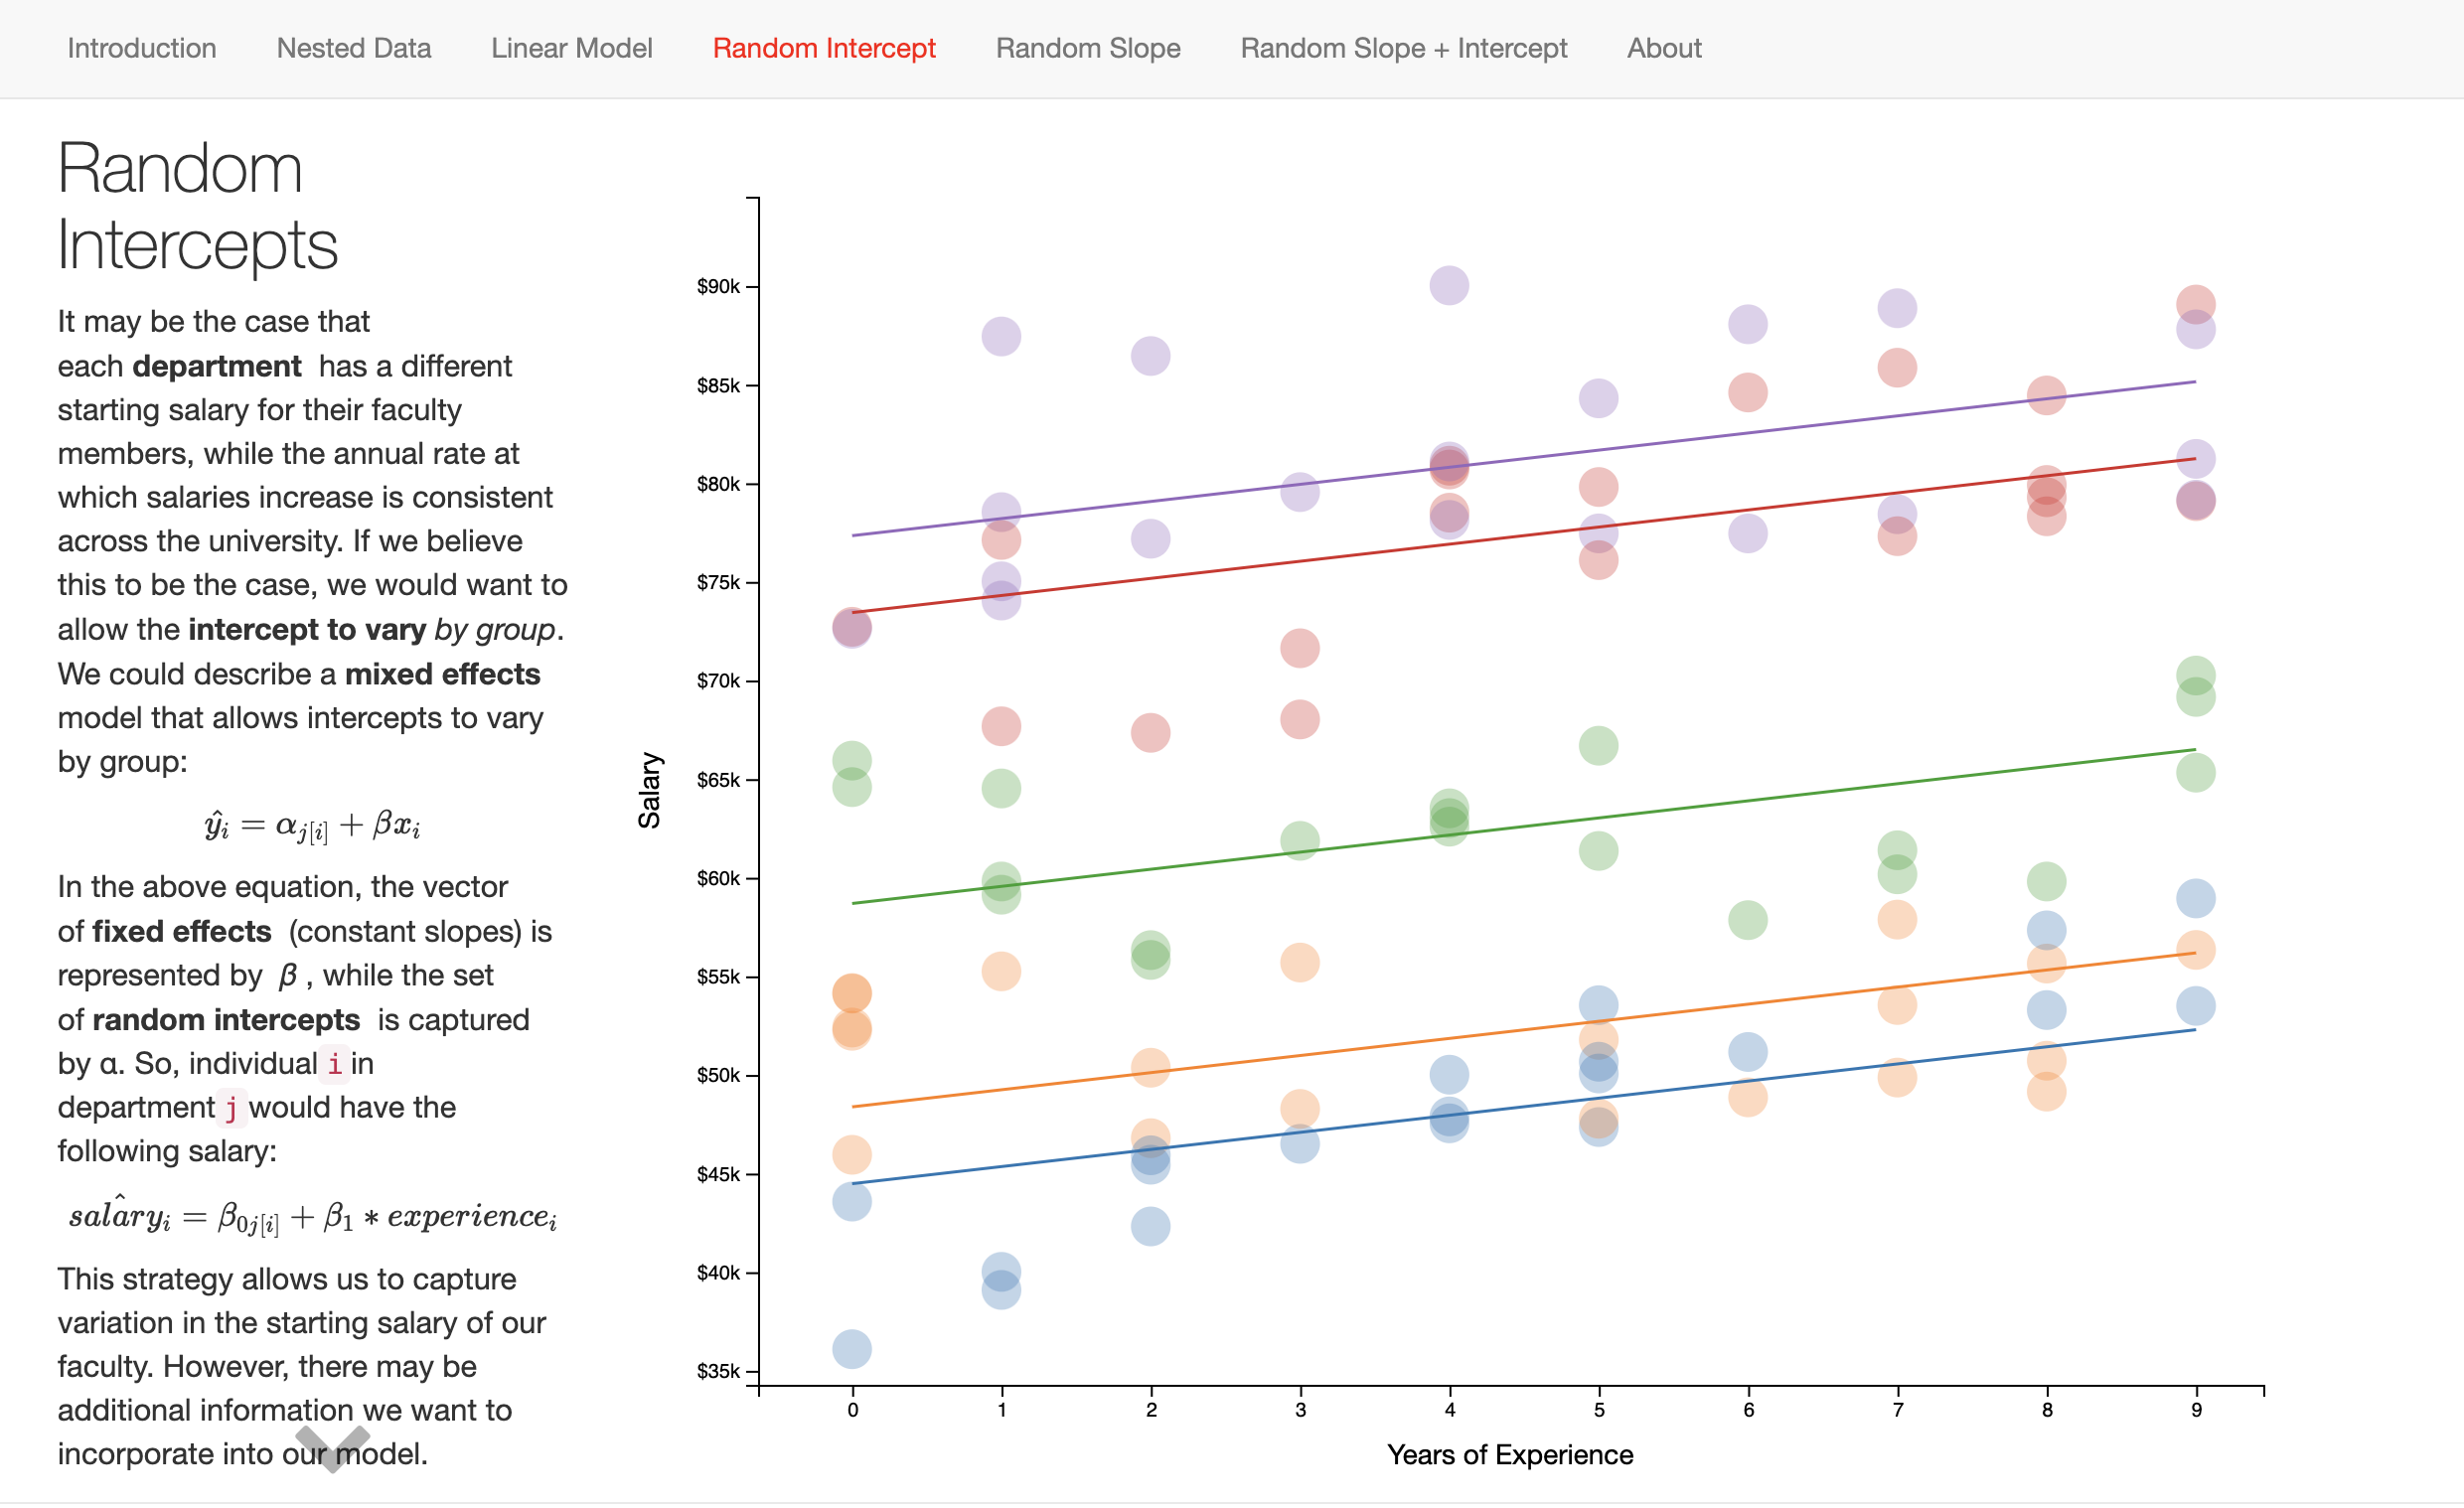 Introduction Nested Data Linear Model Random Intercept Random Slope Random Slope + Intercept About
Random
Intercepts
It may be the case that
each department has a different
starting salary for their faculty
members, while the annual rate at
which salaries increase is consistent
across the university. If we believe
this to be the case, we would want to
allow the intercept to vary by group.
We could describe a mixed effects
model that allows intercepts to vary
by group:
ŷᵢ = α_{j[i]} + βxᵢ
In the above equation, the vector
of fixed effects (constant slopes) is
represented by β , while the set
of random intercepts is captured
by α. So, individual i in
department j would have the
following salary:
salâryᵢ = β_{0j[i]} + β₁ ∗ experienceᵢ
This strategy allows us to capture
variation in the starting salary of our
faculty. However, there may be
additional information we want to
incorporate into our model.
Salary
$90k
$85k
$80k
$75k
$70k
$65k
$60k
$55k
$50k
$45k
$40k
$35k
0 1 2 3 4 5 6 7 8 9
Years of Experience